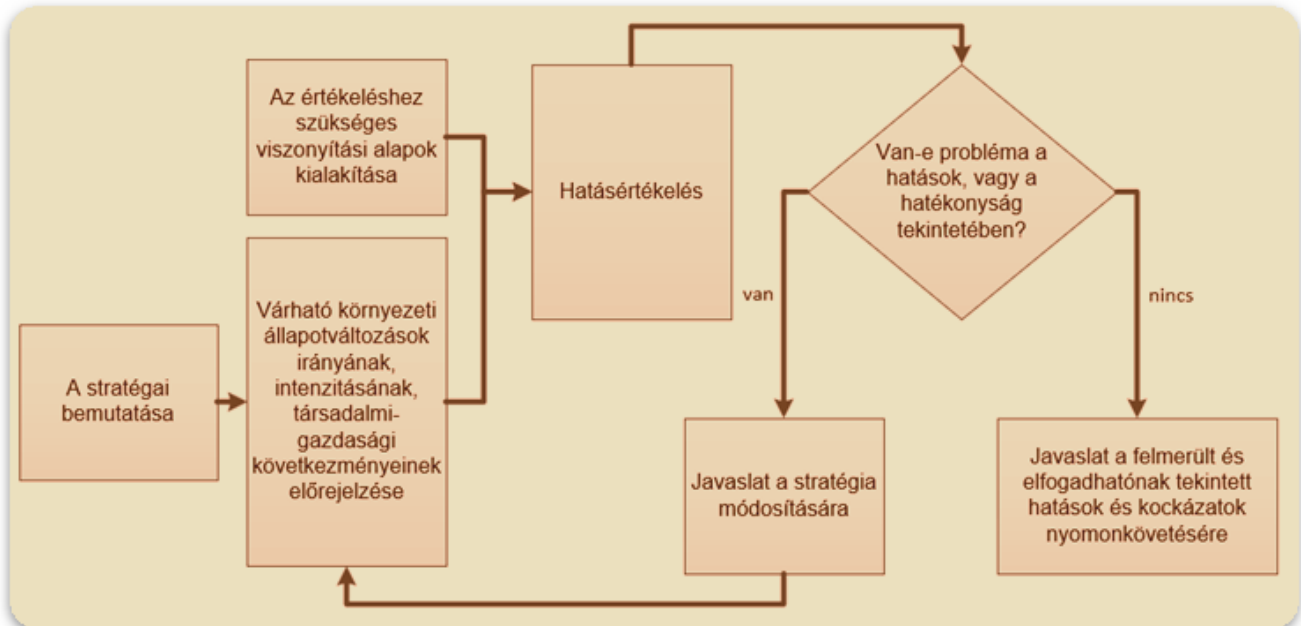 Az értékeléshez
szükséges
viszonyítási alapok
kialakítása
Hatásértékelés
Van-e probléma a
hatások, vagy a
hatékonyság
tekintetében?
van
nincs
A stratégai
bemutatása
Várható környezeti
állapotváltozások
irányának,
intenzitásának,
társadalmi-
gazdasági
következményeinek
előrejelzése
Javaslat a stratégia
módosítására
Javaslat a felmerült és
elfogadhatónak tekintett
hatások és kockázatok
nyomonkövetésére